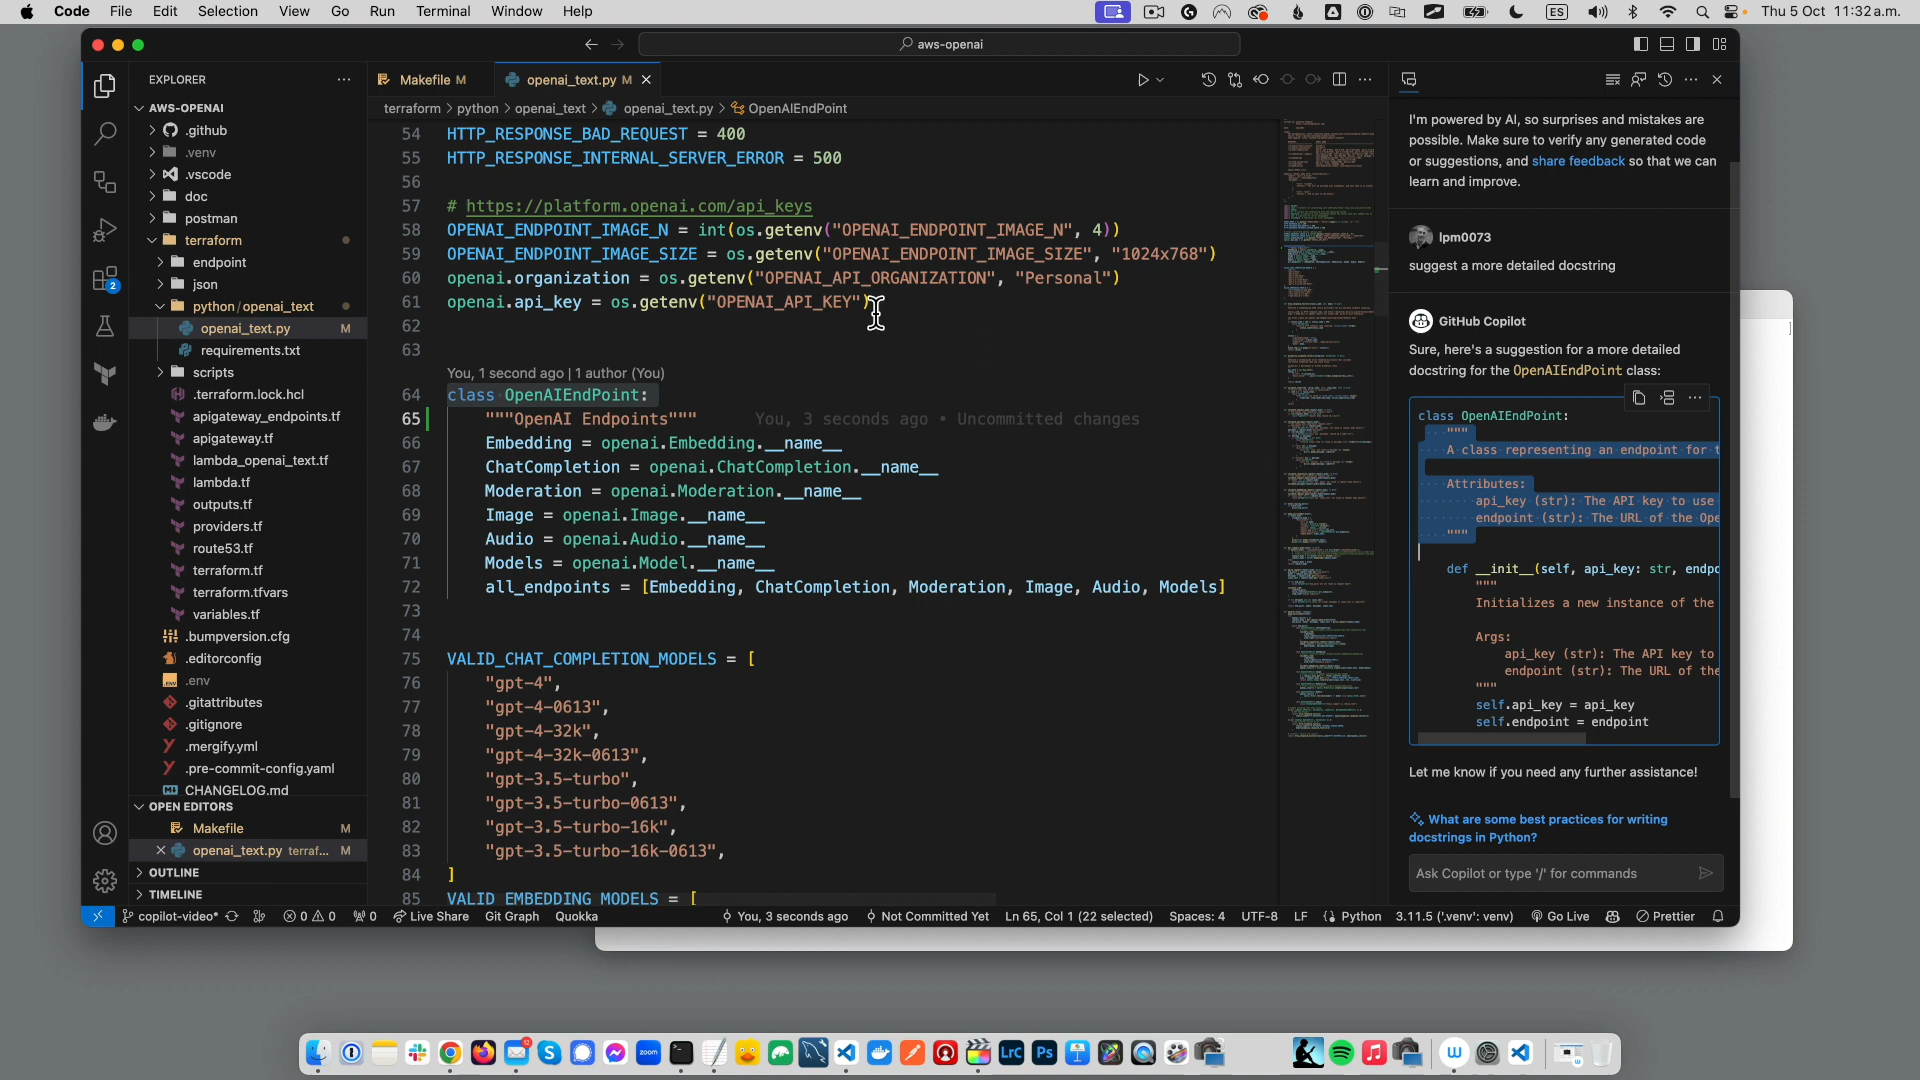 Code File Edit Selection View Go Run Terminal Window Help
ES
Thu 5 Oct 11:32 a.m.
aws-openai
EXPLORER
AWS-OPENAI
.github
.venv
.vscode
doc
postman
terraform
endpoint
json
python/openai_text
openai_text.py M
requirements.txt
scripts
.terraform.lock.hcl
apigateway_endpoints.tf
apigateway.tf
lambda_openai_text.tf
lambda.tf
outputs.tf
providers.tf
route53.tf
terraform.tf
terraform.tfvars
variables.tf
.bumpversion.cfg
.editorconfig
.env
.gitattributes
.gitignore
.mergify.yml
.pre-commit-config.yaml
CHANGELOG.md
OPEN EDITORS
Makefile M
openai_text.py terraf... M
OUTLINE
TIMELINE
2
Makefile M
openai_text.py M
terraform > python > openai_text > openai_text.py > OpenAIEndPoint
54 HTTP_RESPONSE_BAD_REQUEST = 400
55 HTTP_RESPONSE_INTERNAL_SERVER_ERROR = 500
56
57 # https://platform.openai.com/api_keys
58 OPENAI_ENDPOINT_IMAGE_N = int(os.getenv("OPENAI_ENDPOINT_IMAGE_N", 4))
59 OPENAI_ENDPOINT_IMAGE_SIZE = os.getenv("OPENAI_ENDPOINT_IMAGE_SIZE", "1024x768")
60 openai.organization = os.getenv("OPENAI_API_ORGANIZATION", "Personal")
61 openai.api_key = os.getenv("OPENAI_API_KEY")
62
63
You, 1 second ago | 1 author (You)
64 class OpenAIEndPoint:
65 """OpenAI Endpoints""" You, 3 seconds ago • Uncommitted changes
66 Embedding = openai.Embedding.__name__
67 ChatCompletion = openai.ChatCompletion.__name__
68 Moderation = openai.Moderation.__name__
69 Image = openai.Image.__name__
70 Audio = openai.Audio.__name__
71 Models = openai.Model.__name__
72 all_endpoints = [Embedding, ChatCompletion, Moderation, Image, Audio, Models]
73
74
75 VALID_CHAT_COMPLETION_MODELS = [
76 "gpt-4",
77 "gpt-4-0613",
78 "gpt-4-32k",
79 "gpt-4-32k-0613",
80 "gpt-3.5-turbo",
81 "gpt-3.5-turbo-0613",
82 "gpt-3.5-turbo-16k",
83 "gpt-3.5-turbo-16k-0613",
84 ]
85 VALID_EMBEDDING_MODELS = [
I'm powered by AI, so surprises and mistakes are
possible. Make sure to verify any generated code
or suggestions, and share feedback so that we can
learn and improve.
lpm0073
suggest a more detailed docstring
GitHub Copilot
Sure, here's a suggestion for a more detailed
docstring for the OpenAIEndPoint class:
class OpenAIEndPoint:
"""
A class representing an endpoint for t
Attributes:
api_key (str): The API key to use
endpoint (str): The URL of the Ope
"""
def __init__(self, api_key: str, endpo
"""
Initializes a new instance of the
Args:
api_key (str): The API key to
endpoint (str): The URL of the
"""
self.api_key = api_key
self.endpoint = endpoint
Let me know if you need any further assistance!
What are some best practices for writing
docstrings in Python?
Ask Copilot or type '/' for commands
copilot-video* 0 0 0 Live Share Git Graph Quokka You, 3 seconds ago Not Committed Yet Ln 65, Col 1 (22 selected) Spaces: 4 UTF-8 LF Python 3.11.5 ('.venv': venv) Go Live Prettier
zoom
LrC
Ps